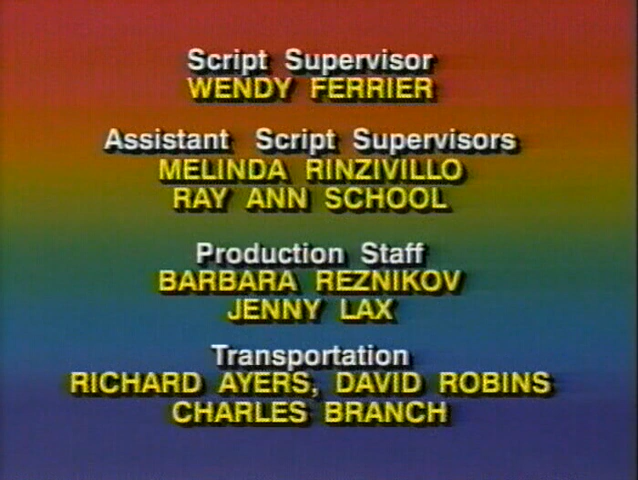 Script Supervisor
WENDY FERRIER
Assistant Script Supervisors
MELINDA RINZIVILLO
RAY ANN SCHOOL
Production Staff
BARBARA REZNIKOV
JENNY LAX
Transportation
RICHARD AYERS, DAVID ROBINS
CHARLES BRANCH